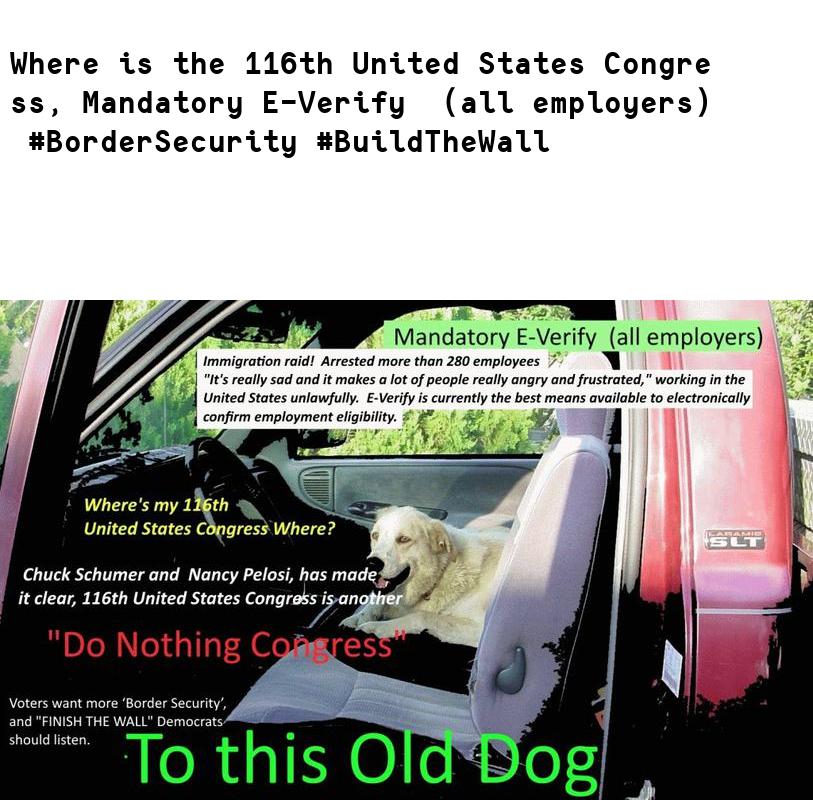 Where is the 116th United States Congre
ss, Mandatory E-Verify (all employers)
#BorderSecurity #BuildTheWall
Mandatory E-Verify (all employers)
Immigration raid! Arrested more than 280 employees
"It's really sad and it makes a lot of people really angry and frustrated," working in the
United States unlawfully. E-Verify is currently the best means available to electronically
confirm employment eligibility.
Where's my 116th
United States Congress Where?
LARAMIE
SLT
Chuck Schumer and Nancy Pelosi, has made
it clear, 116th United States Congress is another
"Do Nothing Congress"
Voters want more ‘Border Security’,
and "FINISH THE WALL" Democrats
should listen.
To this Old Dog